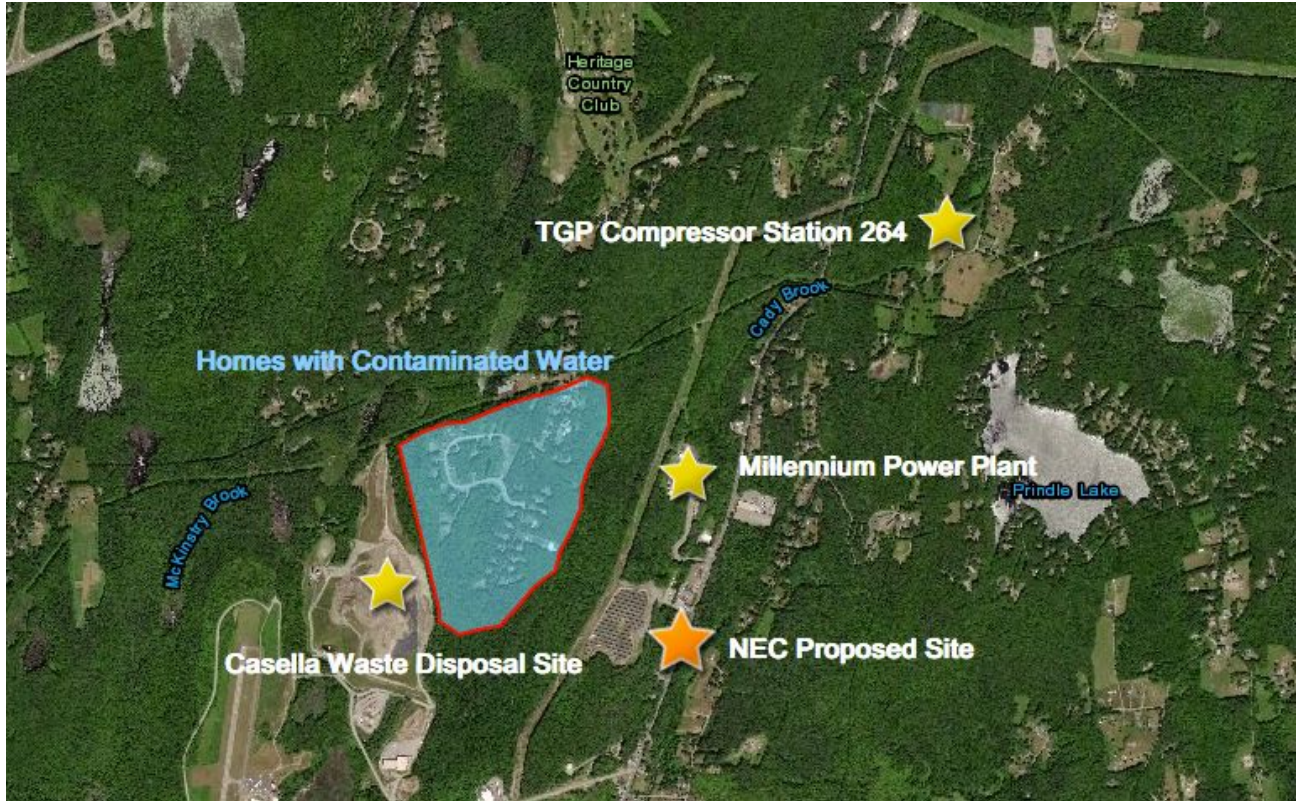 Heritage
Country
Club
TGP Compressor Station 264
Cady Brook
Homes with Contaminated Water
Millennium Power Plant
Prindle Lake
McKinstry Brook
NEC Proposed Site
Casella Waste Disposal Site